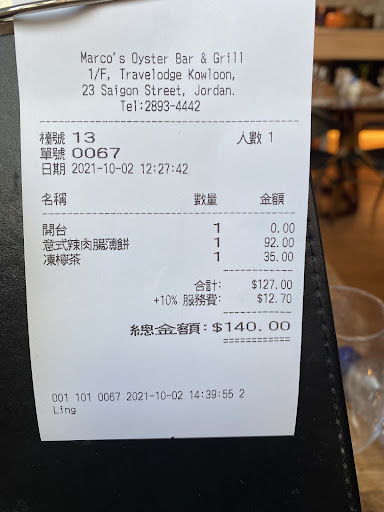 Marco's Oyster Bar & Grill
1/F, Travelodge Kowloon,
23 Saigon Street, Jordan.
Tel:2893-4442
檯號 13 人數 1
單號 0067
日期 2021-10-02 12:27:42
名稱 數量 金額
開台 1 0.00
意式辣肉腸薄餅 1 92.00
凍檸茶 1 35.00
合計: $127.00
+10% 服務費: $12.70
總金額: $140.00
001 101 0067 2021-10-02 14:39:55 2
Ling